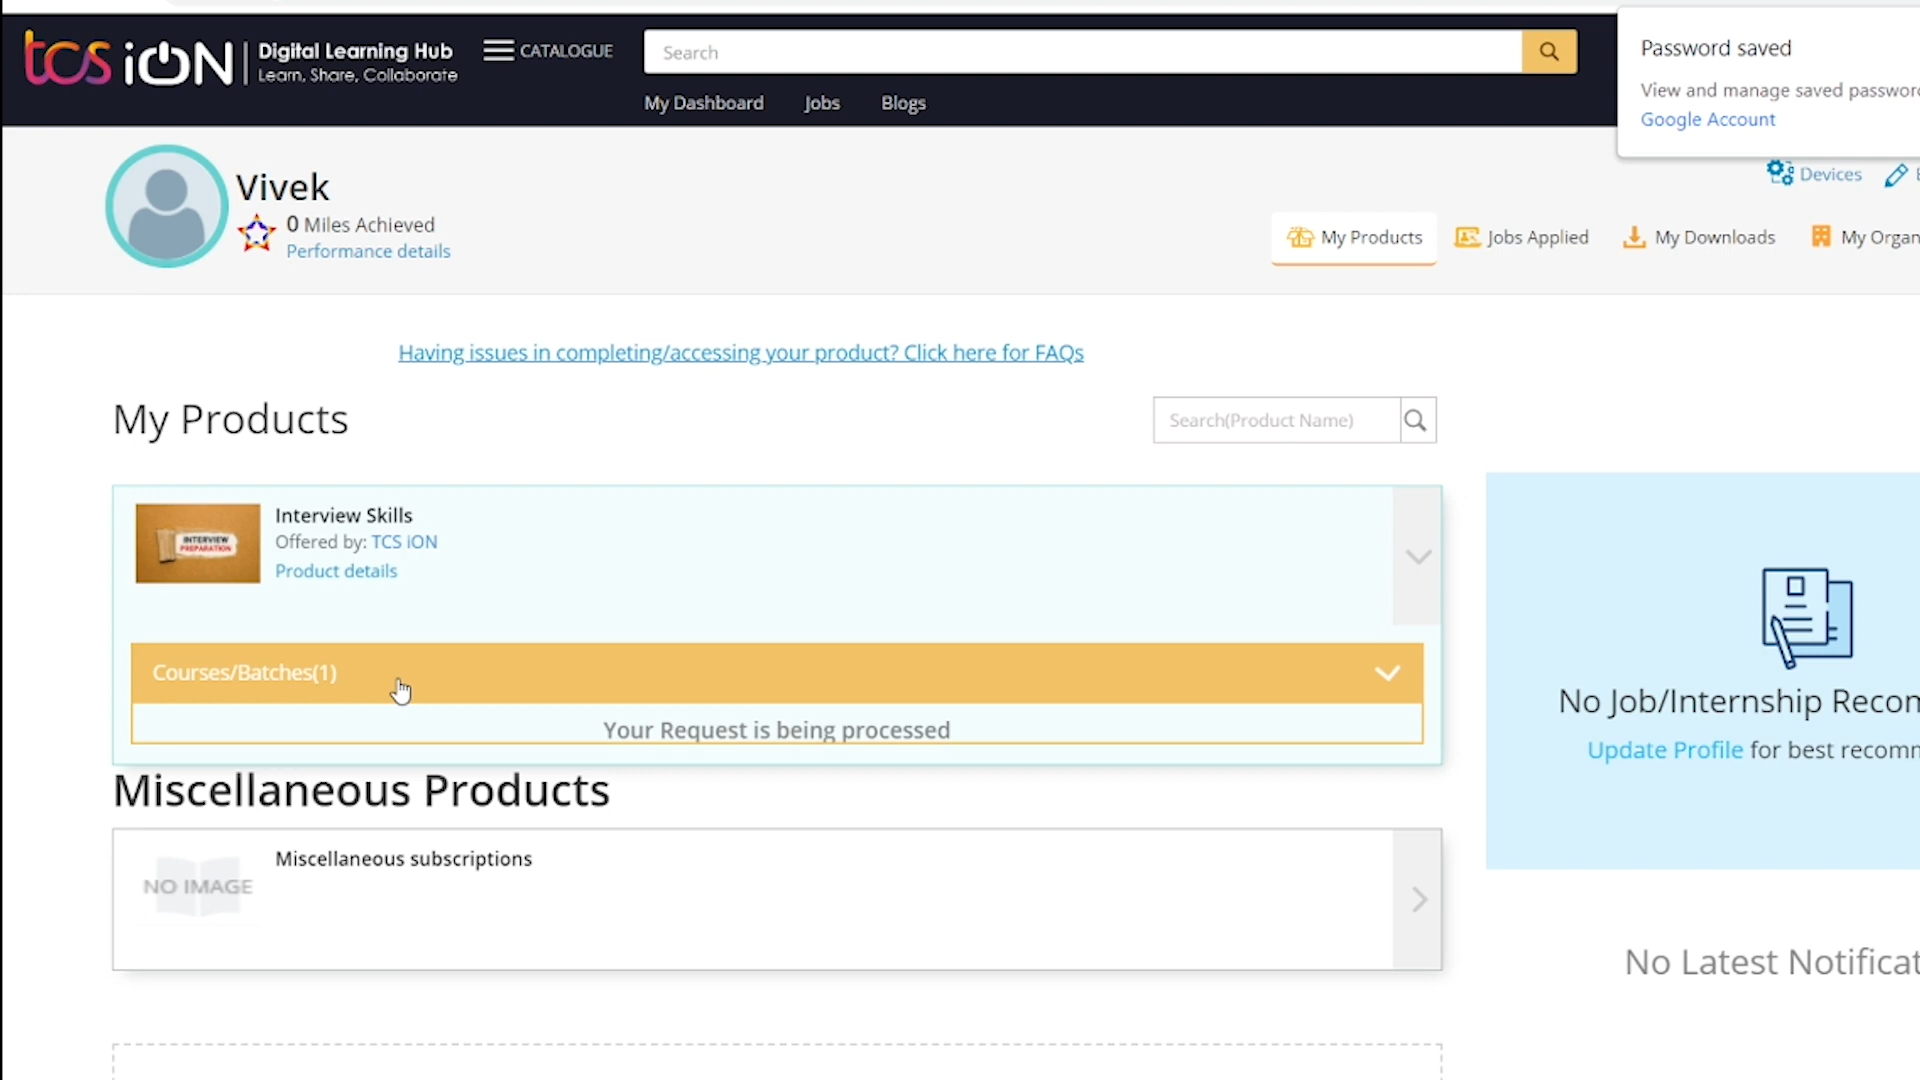 tcs iON | Digital Learning Hub
Learn, Share, Collaborate
CATALOGUE
Search
My Dashboard Jobs Blogs
Password saved
View and manage saved passwor
Google Account
Vivek
0 Miles Achieved
Performance details
Devices
My Products Jobs Applied My Downloads My Organ
Having issues in completing/accessing your product? Click here for FAQs
My Products
Search(Product Name)
INTERVIEW
PREPARATION
Interview Skills
Offered by: TCS iON
Product details
Courses/Batches(1)
Your Request is being processed
No Job/Internship Recom
Update Profile for best recomm
Miscellaneous Products
NO IMAGE
Miscellaneous subscriptions
No Latest Notificat